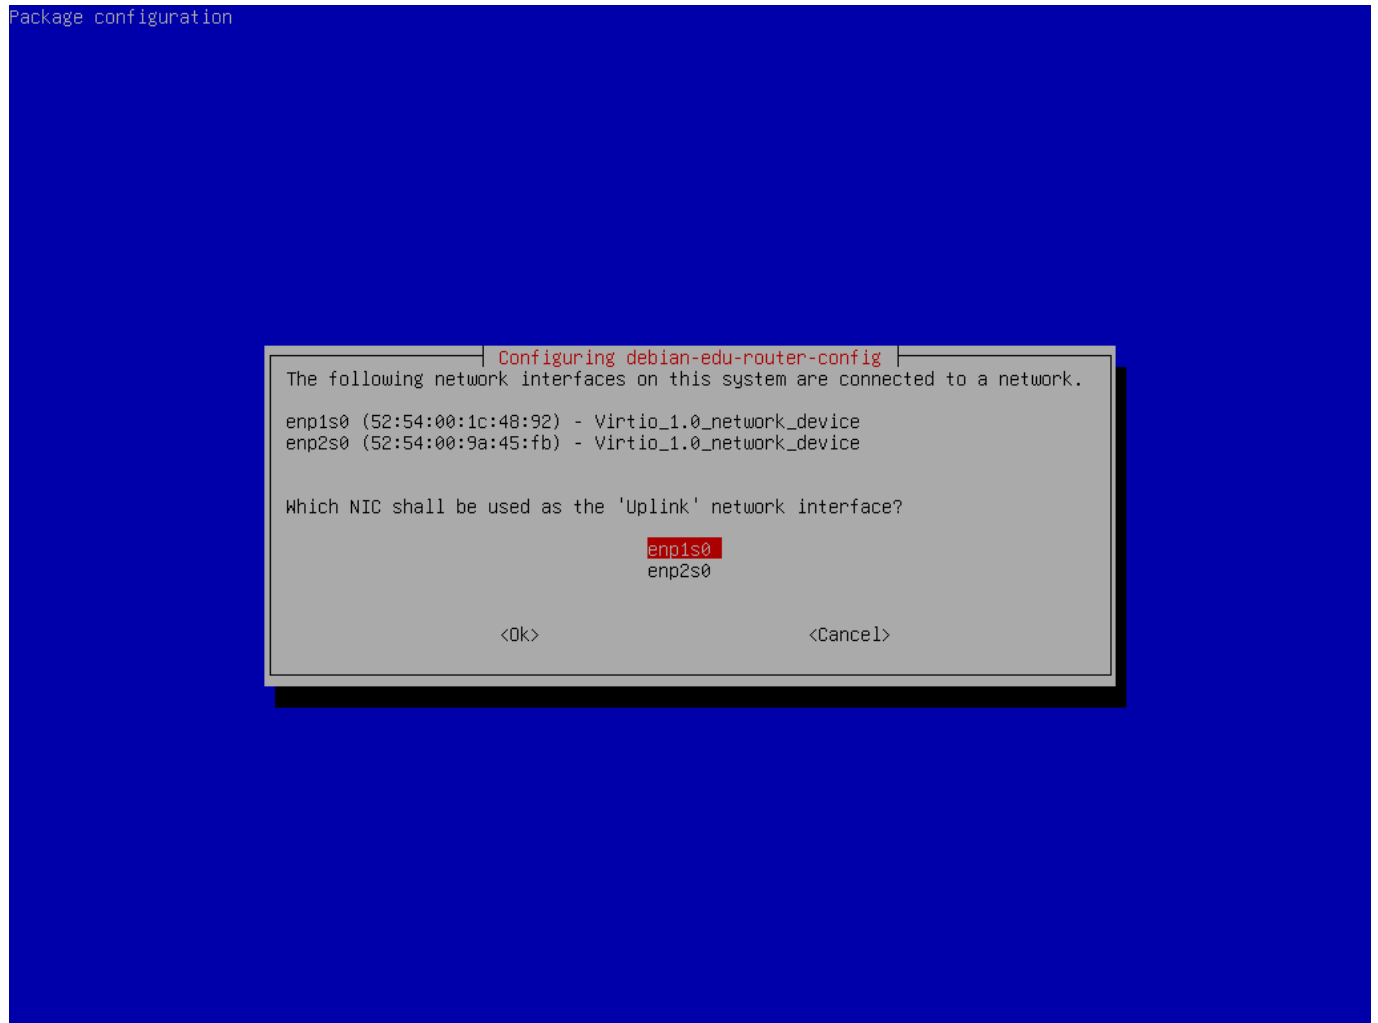 Package configuration
Configuring debian-edu-router-config
The following network interfaces on this system are connected to a network.
enp1s0 (52:54:00:1c:48:92) - Virtio_1.0_network_device
enp2s0 (52:54:00:9a:45:fb) - Virtio_1.0_network_device
Which NIC shall be used as the 'Uplink' network interface?
enp1s0
enp2s0
<Ok> <Cancel>